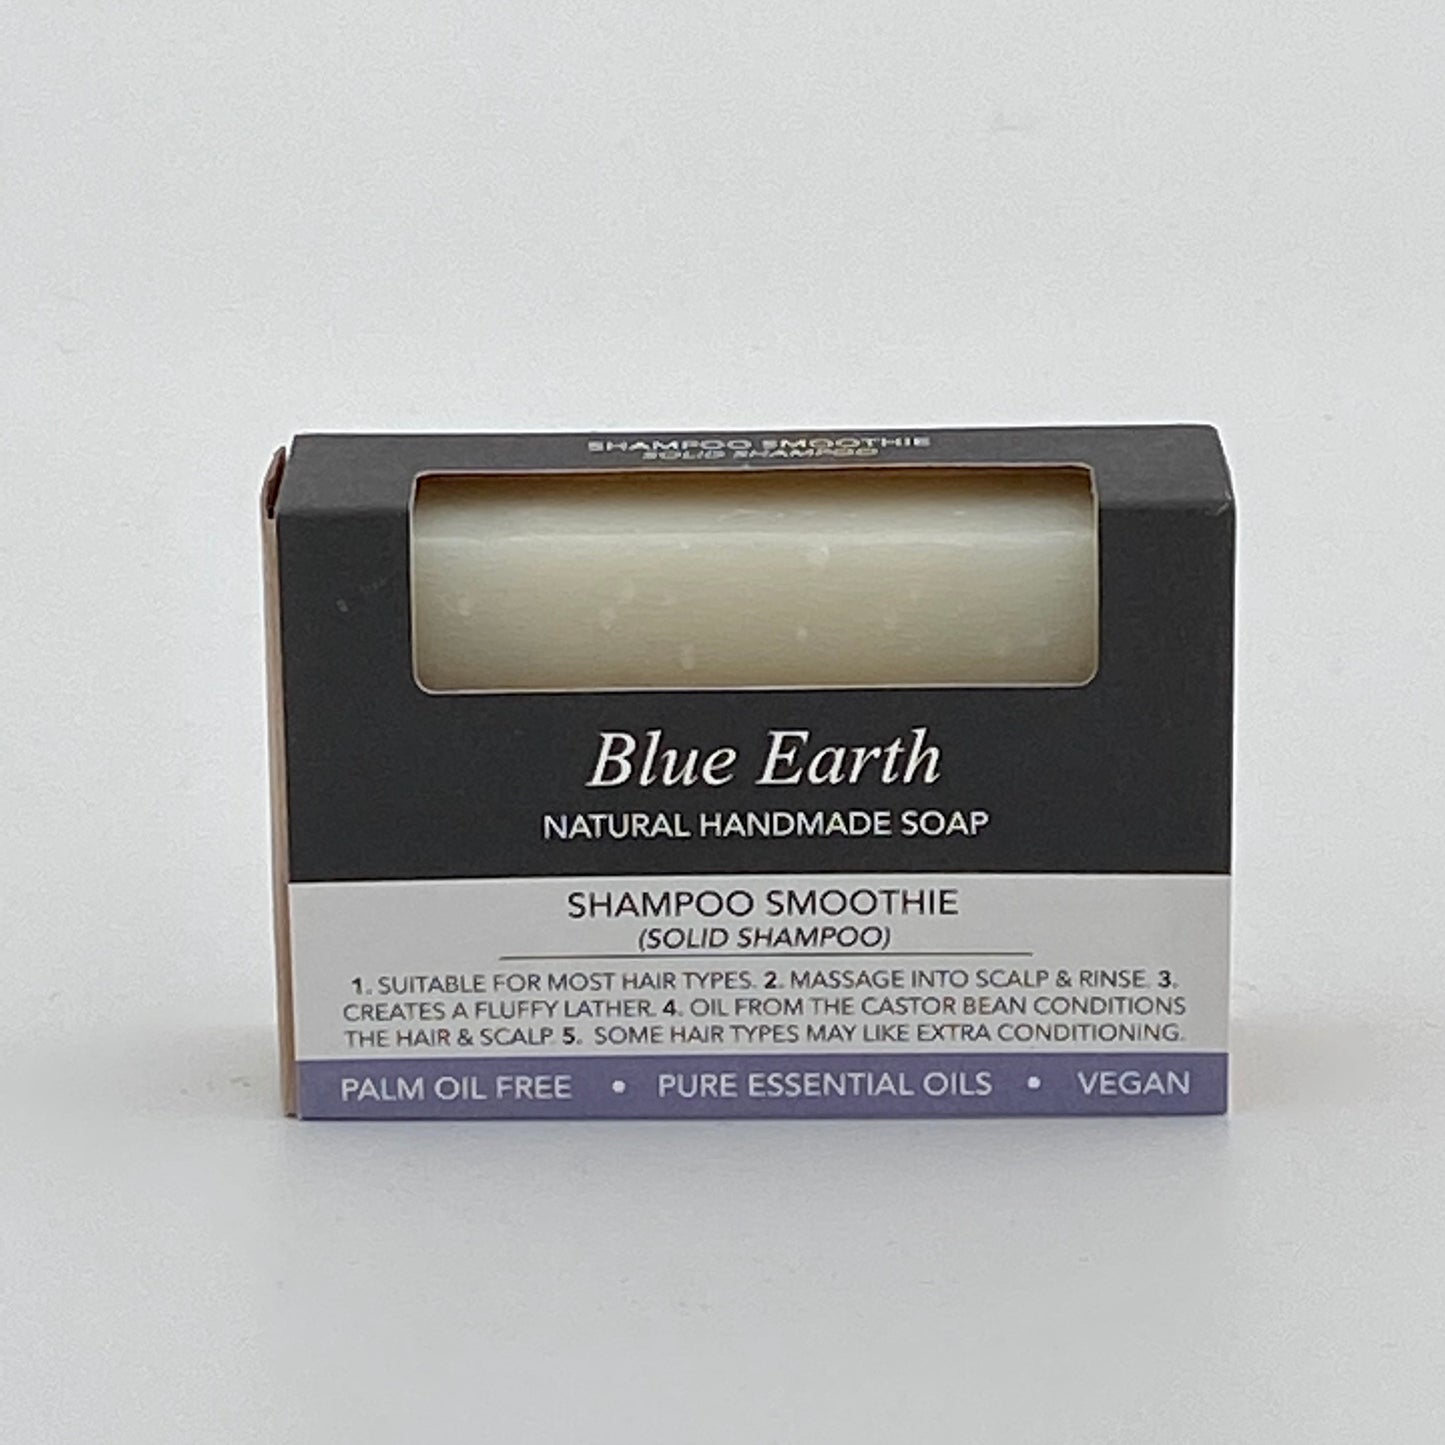 SHAMPOO SMOOTHIE
SOLID SHAMPOO
Blue Earth
NATURAL HANDMADE SOAP
SHAMPOO SMOOTHIE
(SOLID SHAMPOO)
1. SUITABLE FOR MOST HAIR TYPES. 2. MASSAGE INTO SCALP & RINSE. 3.
CREATES A FLUFFY LATHER. 4. OIL FROM THE CASTOR BEAN CONDITIONS
THE HAIR & SCALP. 5. SOME HAIR TYPES MAY LIKE EXTRA CONDITIONING.
PALM OIL FREE • PURE ESSENTIAL OILS • VEGAN